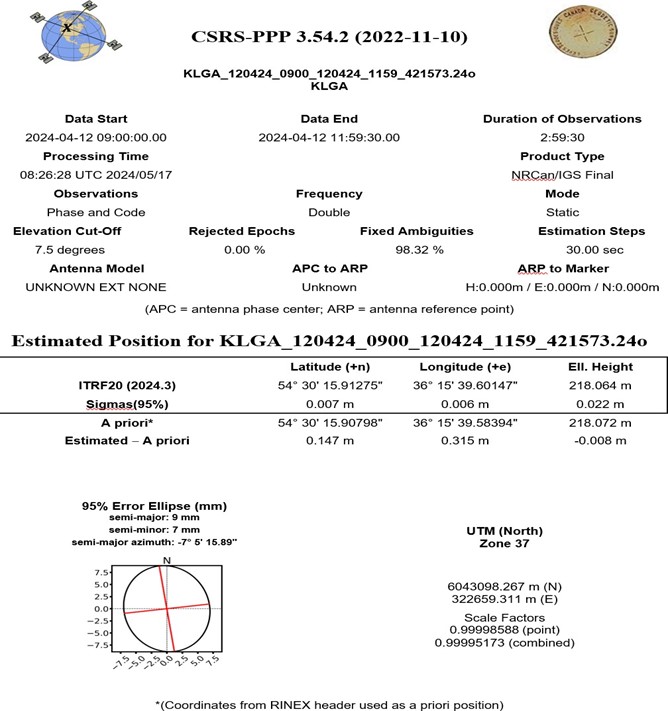 CSRS-PPP 3.54.2 (2022-11-10)
KLGA_120424_0900_120424_1159_421573.24o
KLGA
Data Start Data End Duration of Observations
2024-04-12 09:00:00.00 2024-04-12 11:59:30.00 2:59:30
Processing Time Product Type
08:26:28 UTC 2024/05/17 NRCan/IGS Final
Observations Frequency Mode
Phase and Code Double Static
Elevation Cut-Off Rejected Epochs Fixed Ambiguities Estimation Steps
7.5 degrees 0.00 % 98.32 % 30.00 sec
Antenna Model APC to ARP ARP to Marker
UNKNOWN EXT NONE Unknown H:0.000m / E:0.000m / N:0.000m
(APC = antenna phase center; ARP = antenna reference point)
Estimated Position for KLGA_120424_0900_120424_1159_421573.24o
Latitude (+n) Longitude (+e) Ell. Height
ITRF20 (2024.3) 54° 30' 15.91275" 36° 15' 39.60147" 218.064 m
Sigmas(95%) 0.007 m 0.006 m 0.022 m
A priori* 54° 30' 15.90798" 36° 15' 39.58394" 218.072 m
Estimated – A priori 0.147 m 0.315 m -0.008 m
95% Error Ellipse (mm)
semi-major: 9 mm
semi-minor: 7 mm
semi-major azimuth: -7° 5' 15.89"
N
7.5
5.0
2.5
0.0
−2.5
−5.0
−7.5
−7.5 −5.0 −2.5 0.0 2.5 5.0 7.5
UTM (North)
Zone 37
6043098.267 m (N)
322659.311 m (E)
Scale Factors
0.99998588 (point)
0.99995173 (combined)
*(Coordinates from RINEX header used as a priori position)